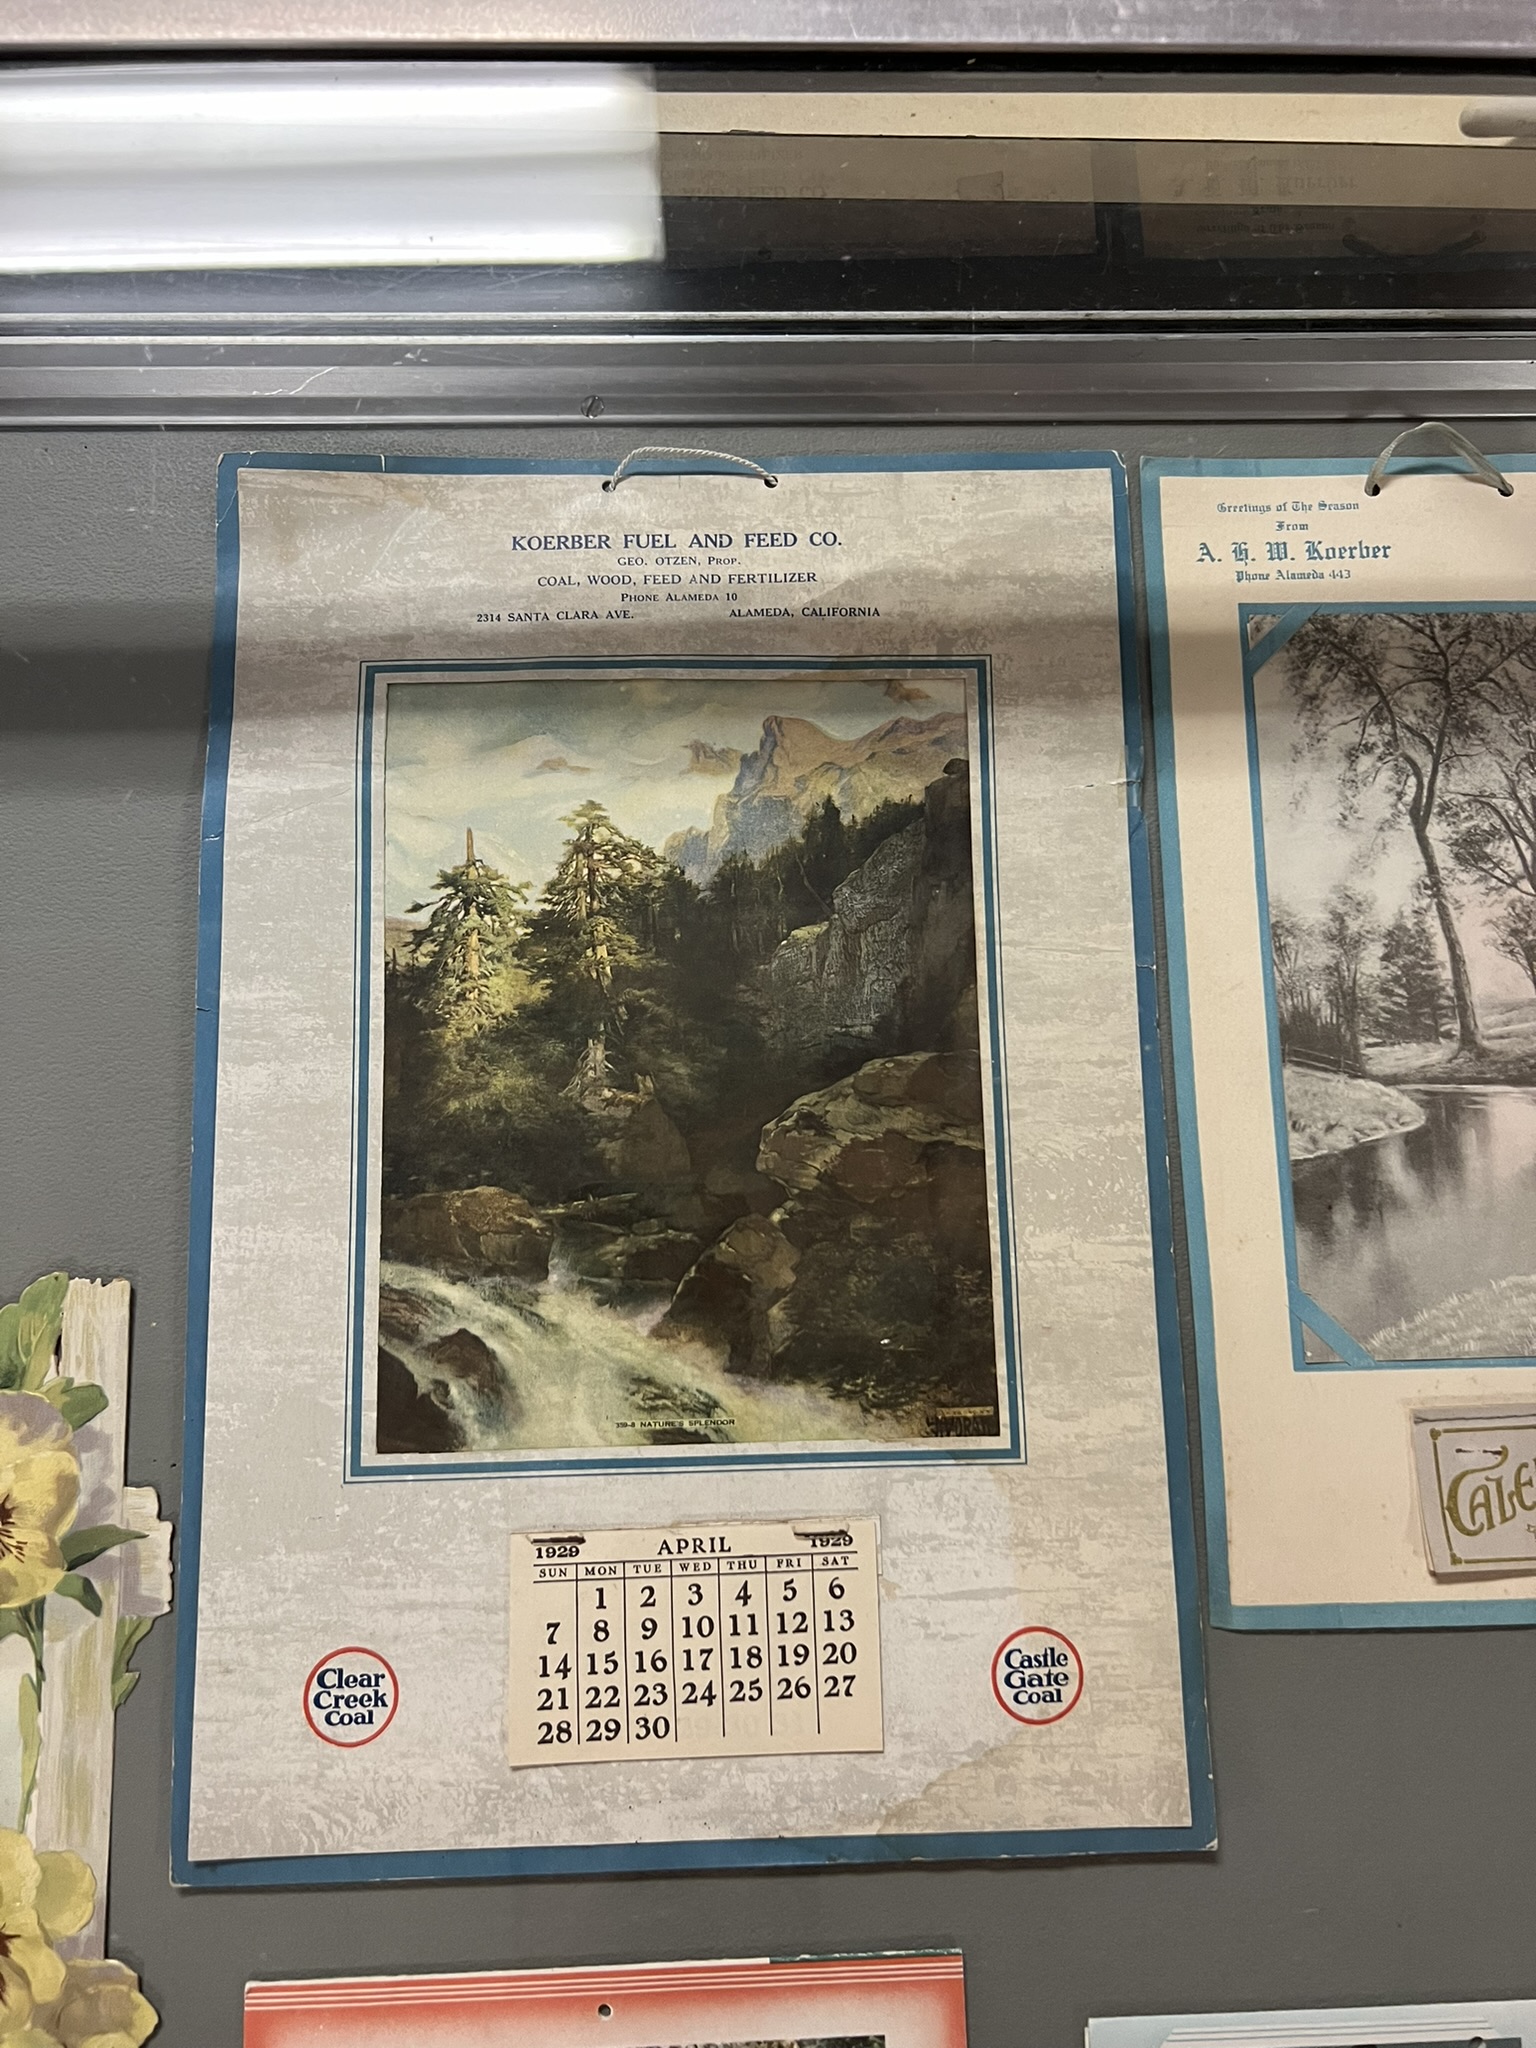 KOERBER FUEL AND FEED CO.
GEO. OTZEN, PROP.
COAL, WOOD, FEED AND FERTILIZER
PHONE ALAMEDA 10
2314 SANTA CLARA AVE. ALAMEDA, CALIFORNIA
359-8 NATURE'S SPLENDOR
1929 APRIL 1929
SUN MON TUE WED THU FRI SAT
1 2 3 4 5 6
7 8 9 10 11 12 13
14 15 16 17 18 19 20
21 22 23 24 25 26 27
28 29 30
Clear
Creek
Coal
Castle
Gate
Coal
Greetings of The Season
From
A. H. W. Koerber
Phone Alameda 443